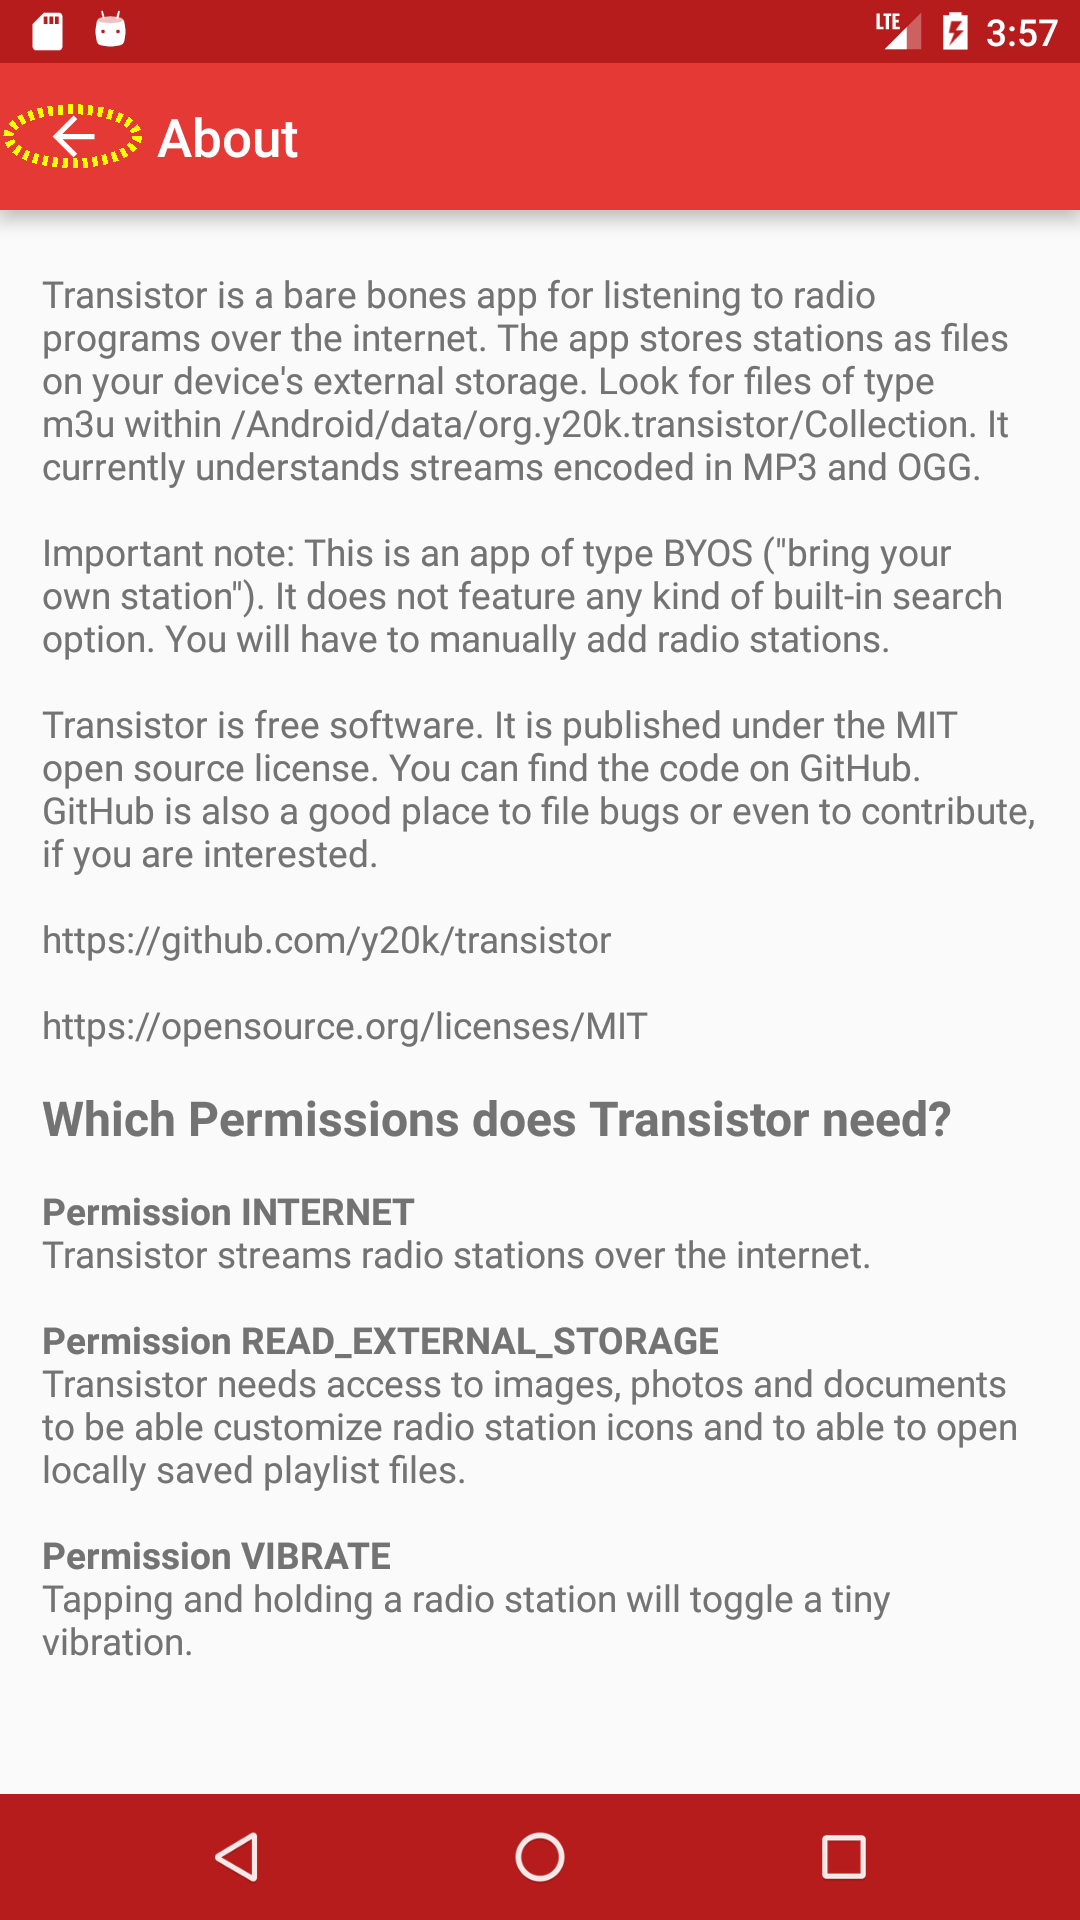 LTE 3:57
About
Transistor is a bare bones app for listening to radio
programs over the internet. The app stores stations as files
on your device's external storage. Look for files of type
m3u within /Android/data/org.y20k.transistor/Collection. It
currently understands streams encoded in MP3 and OGG.
Important note: This is an app of type BYOS ("bring your
own station"). It does not feature any kind of built-in search
option. You will have to manually add radio stations.
Transistor is free software. It is published under the MIT
open source license. You can find the code on GitHub.
GitHub is also a good place to file bugs or even to contribute,
if you are interested.
https://github.com/y20k/transistor
https://opensource.org/licenses/MIT
Which Permissions does Transistor need?
Permission INTERNET
Transistor streams radio stations over the internet.
Permission READ_EXTERNAL_STORAGE
Transistor needs access to images, photos and documents
to be able customize radio station icons and to able to open
locally saved playlist files.
Permission VIBRATE
Tapping and holding a radio station will toggle a tiny
vibration.